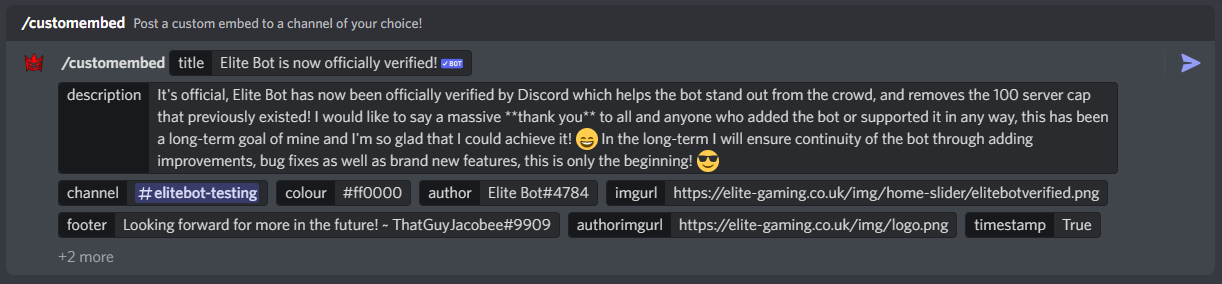 /customembed Post a custom embed to a channel of your choice!
/customembed title Elite Bot is now officially verified! ✓BOT
description It's official, Elite Bot has now been officially verified by Discord which helps the bot stand out from the crowd, and removes the 100 server cap
that previously existed! I would like to say a massive **thank you** to all and anyone who added the bot or supported it in any way, this has been
a long-term goal of mine and I'm so glad that I could achieve it! 😄 In the long-term I will ensure continuity of the bot through adding
improvements, bug fixes as well as brand new features, this is only the beginning! 😎
channel #elitebot-testing colour #ff0000 author Elite Bot#4784 imgurl https://elite-gaming.co.uk/img/home-slider/elitebotverified.png
footer Looking forward for more in the future! ~ ThatGuyJacobee#9909 authorimgurl https://elite-gaming.co.uk/img/logo.png timestamp True
+2 more